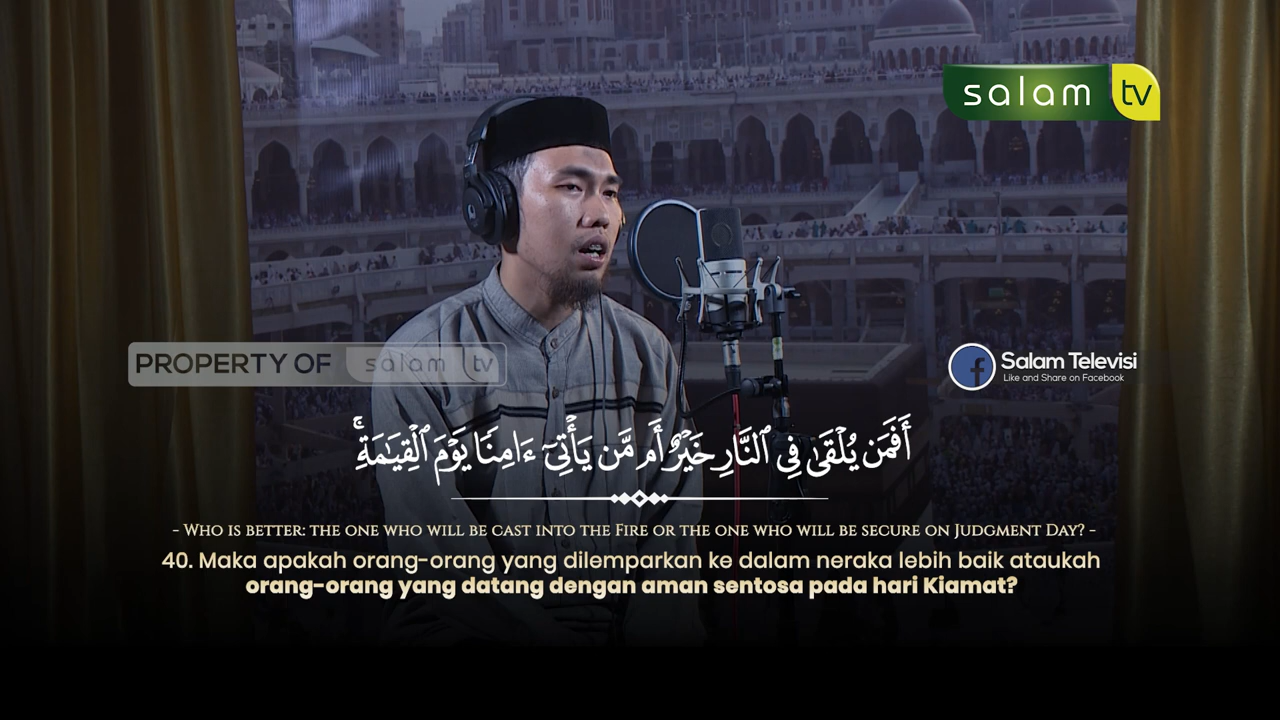 salam tv
PROPERTY OF salam tv
Salam Televisi
Like and Share on Facebook
أَفَمَن يُلْقَىٰ فِى ٱلنَّارِ خَيْرٌ أَم مَّن يَأْتِىٓ ءَامِنًا يَوْمَ ٱلْقِيَٰمَةِ ۚ
- Who is better: the one who will be cast into the Fire or the one who will be secure on Judgment Day? -
40. Maka apakah orang-orang yang dilemparkan ke dalam neraka lebih baik ataukah
orang-orang yang datang dengan aman sentosa pada hari Kiamat?